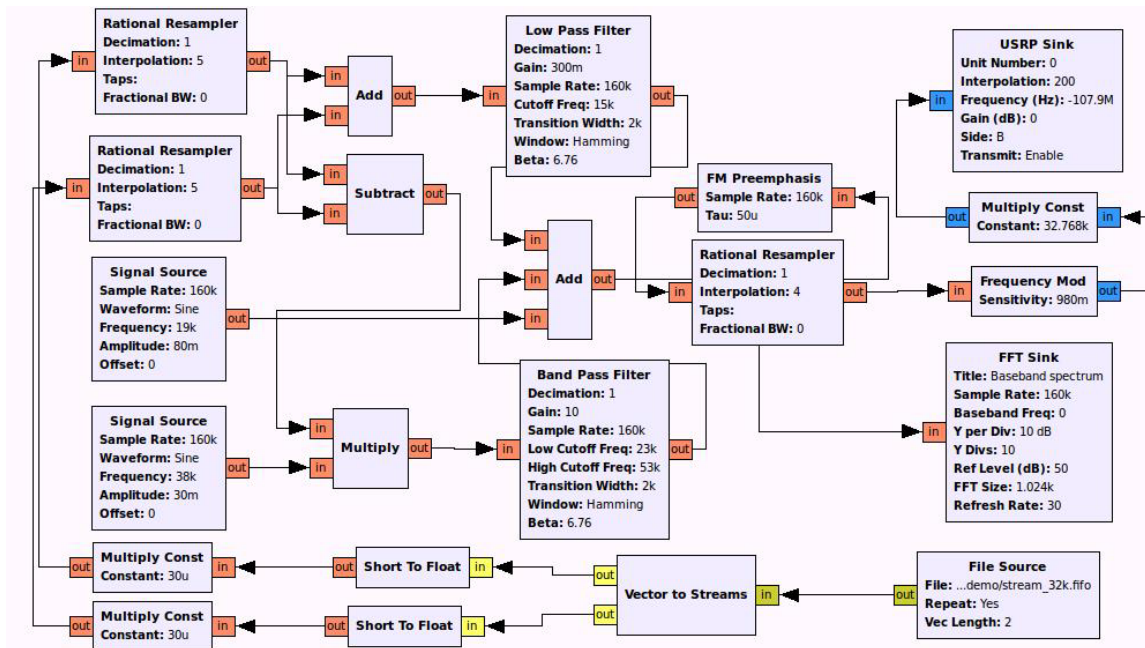 Rational Resampler
Decimation: 1
Interpolation: 5
Taps:
Fractional BW: 0
in
out
Rational Resampler
Decimation: 1
Interpolation: 5
Taps:
Fractional BW: 0
in
out
Signal Source
Sample Rate: 160k
Waveform: Sine
Frequency: 19k
Amplitude: 80m
Offset: 0
out
Signal Source
Sample Rate: 160k
Waveform: Sine
Frequency: 38k
Amplitude: 30m
Offset: 0
out
in
in
Add
out
in
in
Subtract
out
in
in
Multiply
out
Low Pass Filter
Decimation: 1
Gain: 300m
Sample Rate: 160k
Cutoff Freq: 15k
Transition Width: 2k
Window: Hamming
Beta: 6.76
in
out
in
in
in
Add
out
Band Pass Filter
Decimation: 1
Gain: 10
Sample Rate: 160k
Low Cutoff Freq: 23k
High Cutoff Freq: 53k
Transition Width: 2k
Window: Hamming
Beta: 6.76
in
out
FM Preemphasis
Sample Rate: 160k
Tau: 50u
out
in
Rational Resampler
Decimation: 1
Interpolation: 4
Taps:
Fractional BW: 0
in
out
USRP Sink
Unit Number: 0
Interpolation: 200
Frequency (Hz): -107.9M
Gain (dB): 0
Side: B
Transmit: Enable
in
Multiply Const
Constant: 32.768k
out
in
Frequency Mod
Sensitivity: 980m
in
out
FFT Sink
Title: Baseband spectrum
Sample Rate: 160k
Baseband Freq: 0
Y per Div: 10 dB
Y Divs: 10
Ref Level (dB): 50
FFT Size: 1.024k
Refresh Rate: 30
in
Multiply Const
Constant: 30u
out
in
Multiply Const
Constant: 30u
out
in
Short To Float
out
in
Short To Float
out
in
Vector to Streams
out
out
in
File Source
File: ...demo/stream_32k.fifo
Repeat: Yes
Vec Length: 2
out